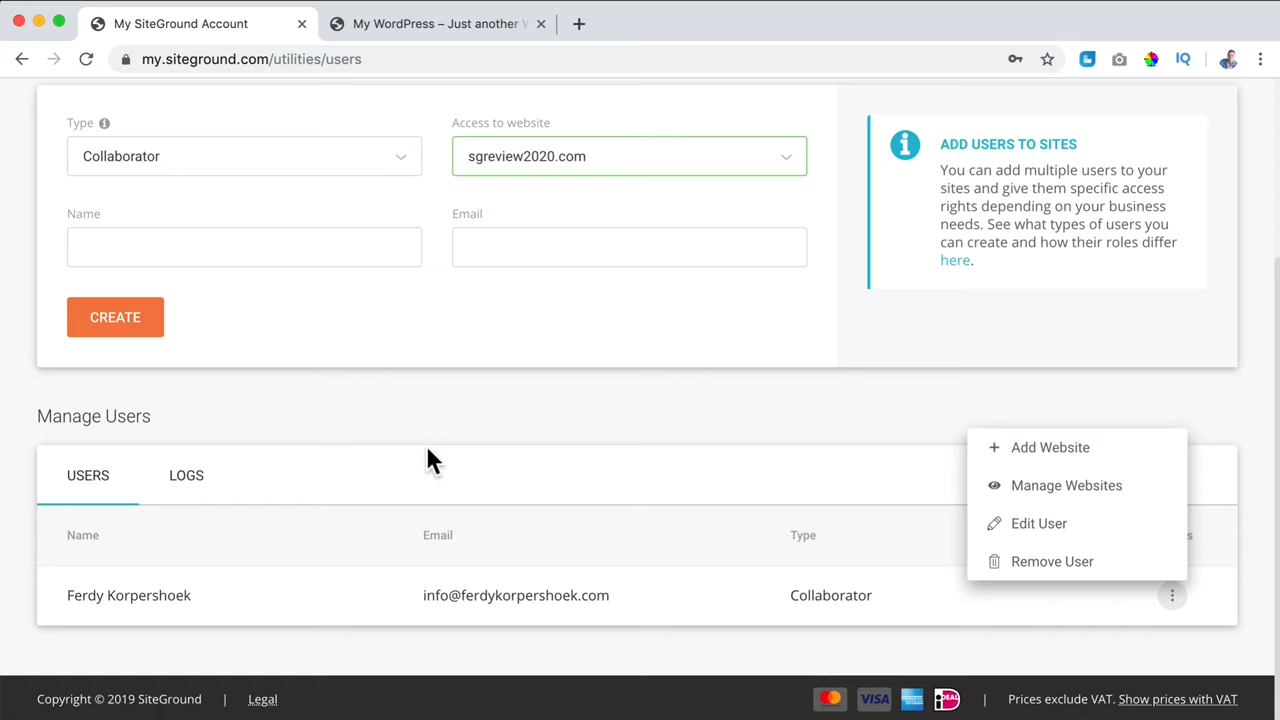 My SiteGround Account
My WordPress – Just another W
my.siteground.com/utilities/users
IQ
Type
Access to website
Collaborator
sgreview2020.com
Name
Email
CREATE
ADD USERS TO SITES
You can add multiple users to your
sites and give them specific access
rights depending on your business
needs. See what types of users you
can create and how their roles differ
here.
Manage Users
USERS
LOGS
Add Website
Manage Websites
Edit User
Remove User
Name
Email
Type
s
Ferdy Korpershoek
info@ferdykorpershoek.com
Collaborator
Copyright © 2019 SiteGround | Legal
VISA
iDEAL
| Prices exclude VAT. Show prices with VAT